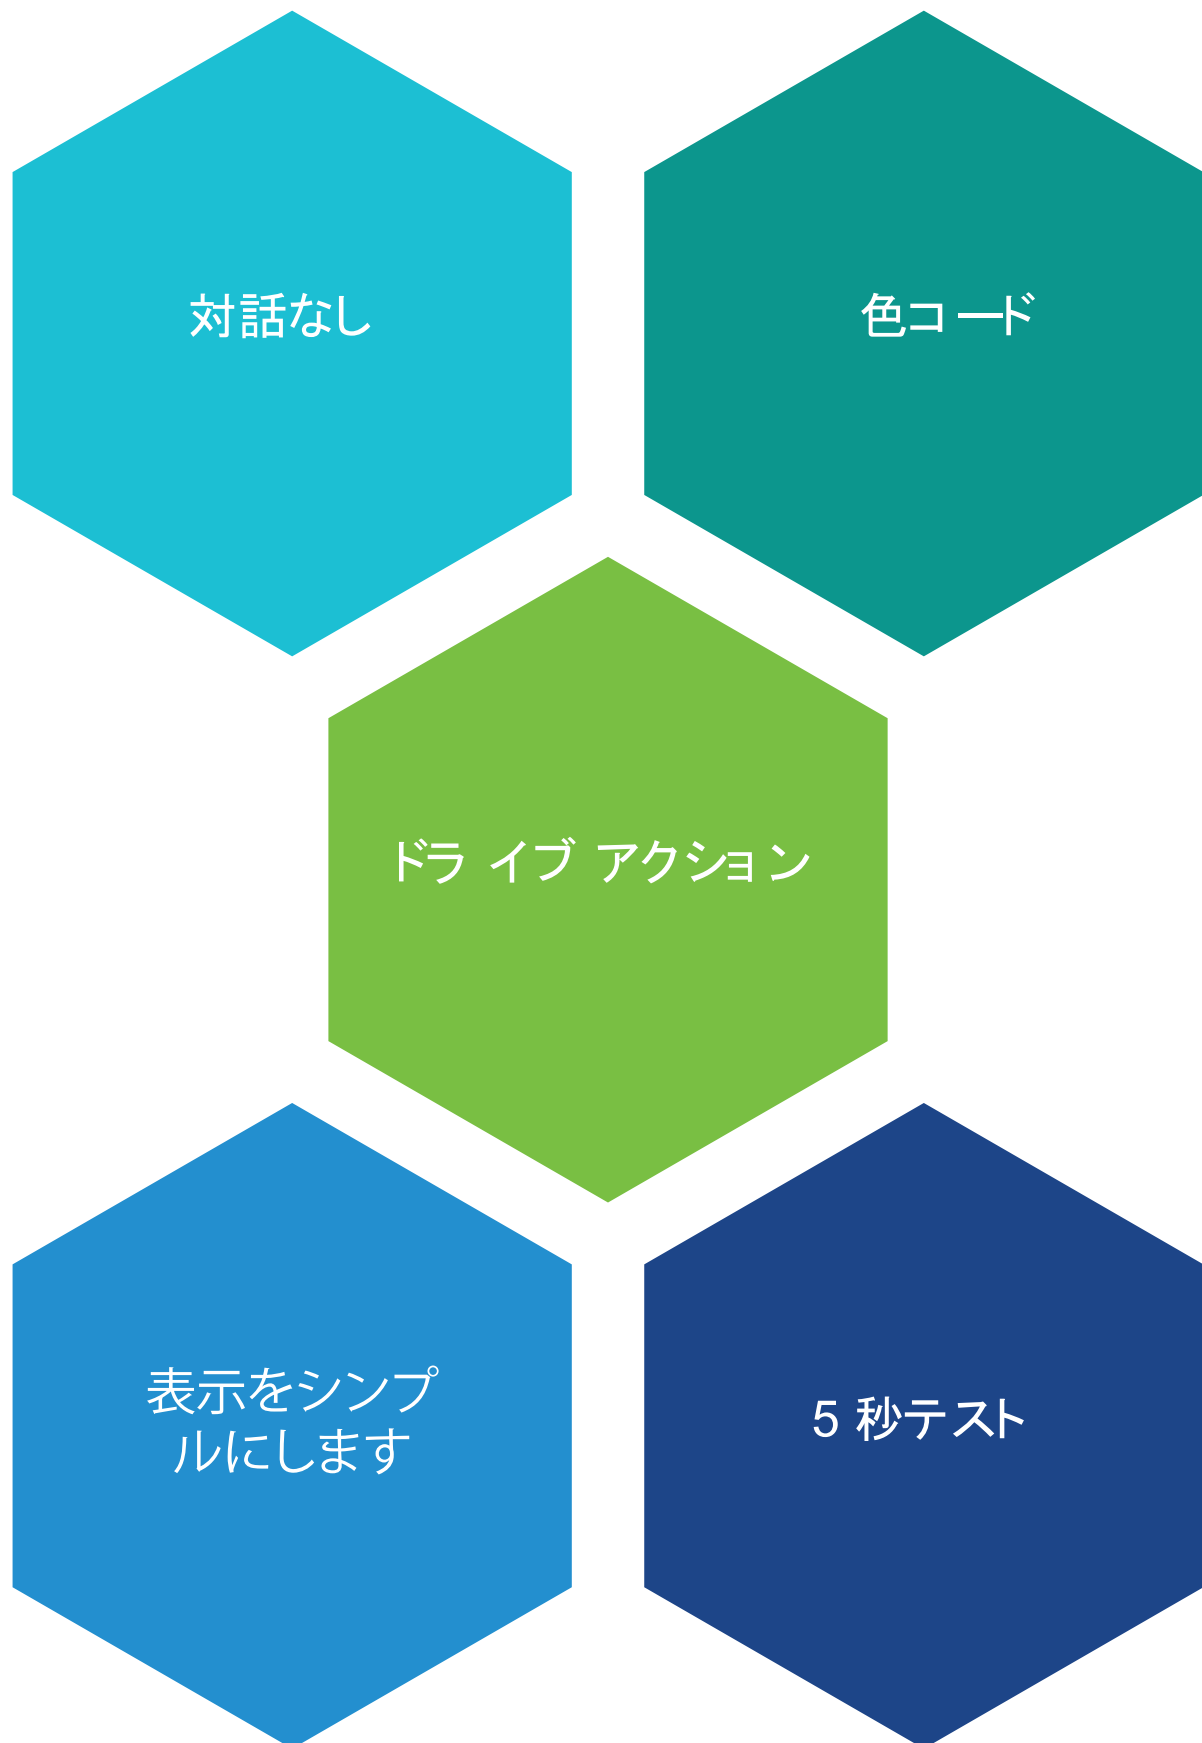 対話なし
色コード
ドライブ アクション
表示をシンプ
ルにします
5 秒テスト